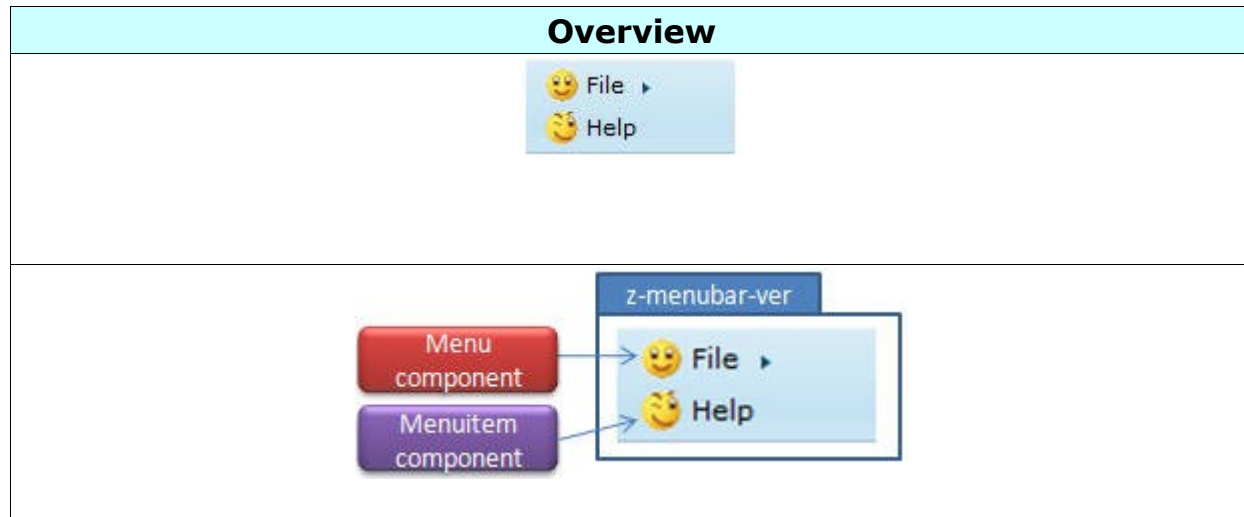 Overview
File
Help
z-menubar-ver
Menu
component
File
Menuitem
component
Help